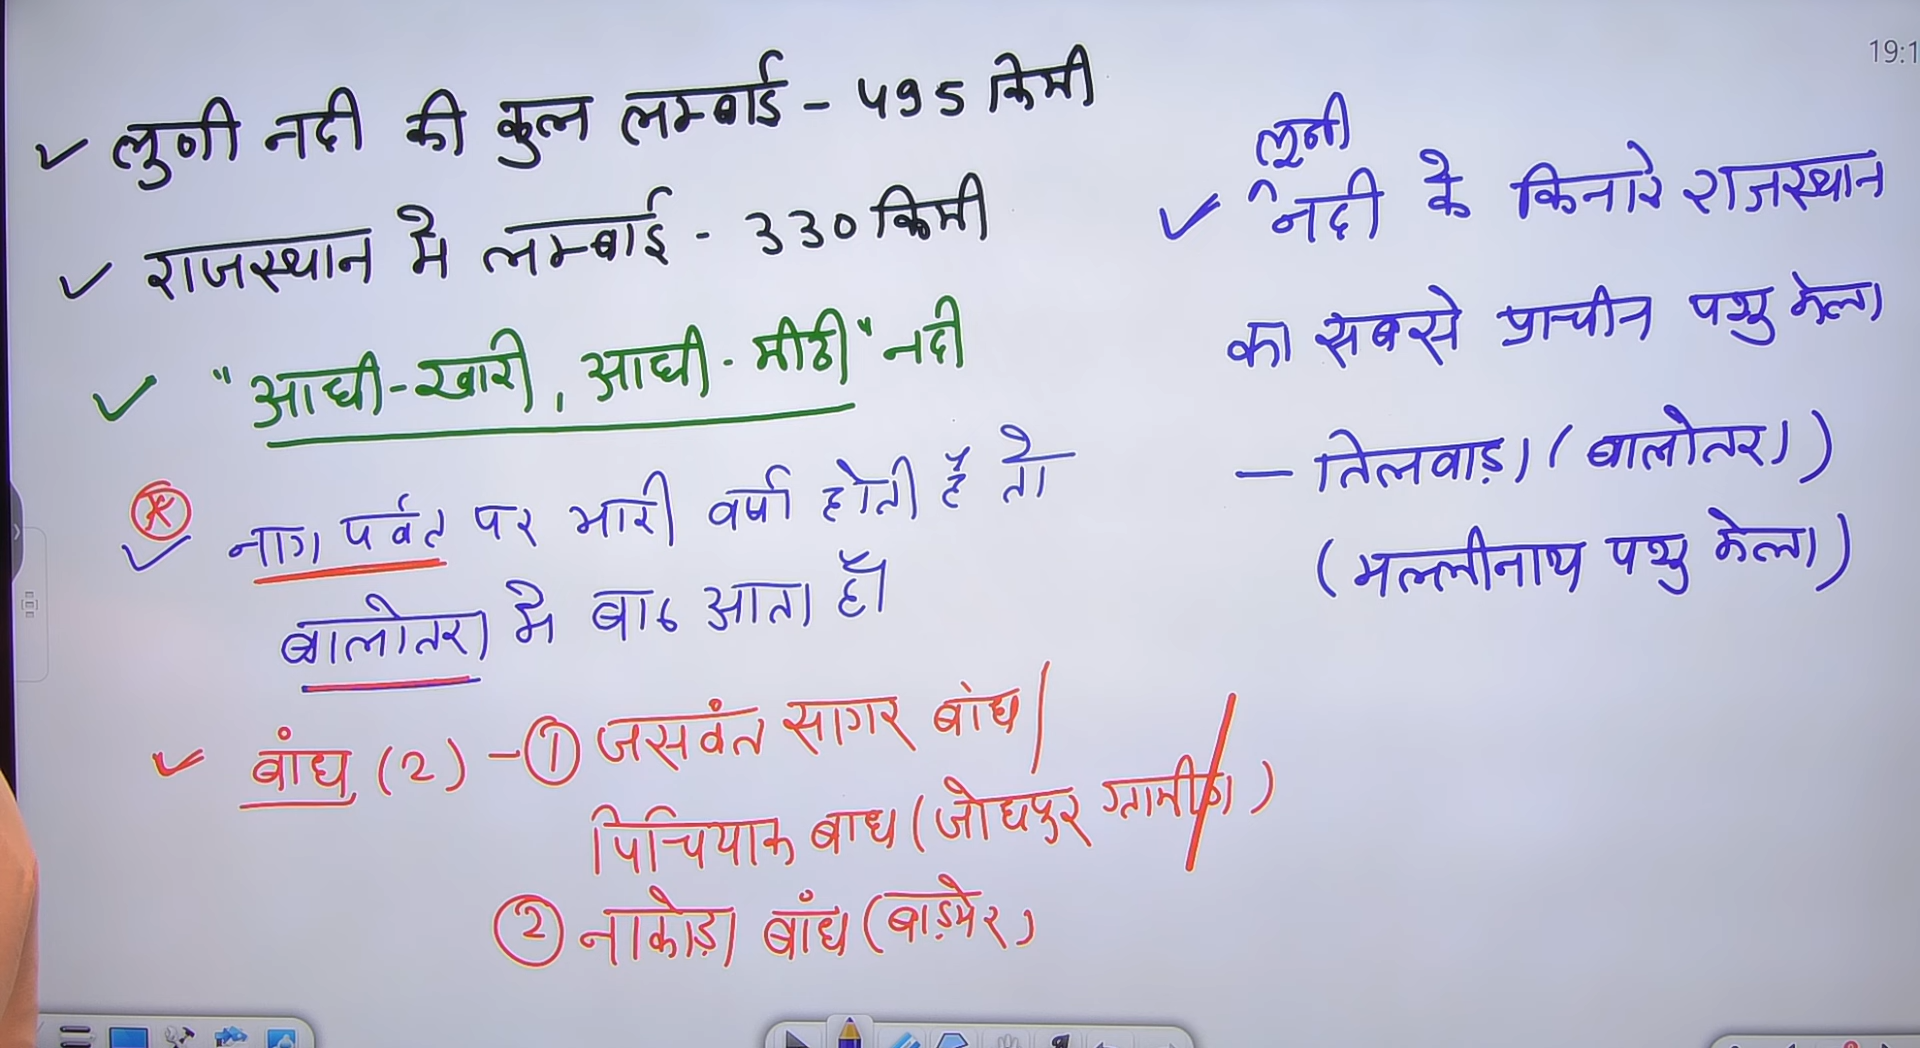 लुणी नदी की कुल लम्बाई - 495 किमी
राजस्थान मे लम्बाई - 330 किमी
"आधी-खारी, आधी-मीठी" नदी
नाग पर्वत पर भारी वर्षा होती है तो
बालोतरा मे बाढ आता है।
बांध (2) - ① जसवंत सागर बांध/
पिचियाक बाध (जोधपुर ग्रामीण)
② नाकोड़ा बाँध (बाड़मेर)
19:1
लूनी
नदी के किनारे राजस्थान
का सबसे प्राचीन पशु मेला
- तिलवाड़ा (बालोतरा)
(मल्लीनाथ पशु मेला)